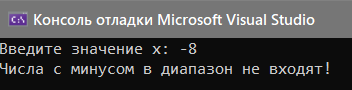 C:\ Консоль отладки Microsoft Visual Studio
Введите значение x: -8
Числа с минусом в диапазон не входят!